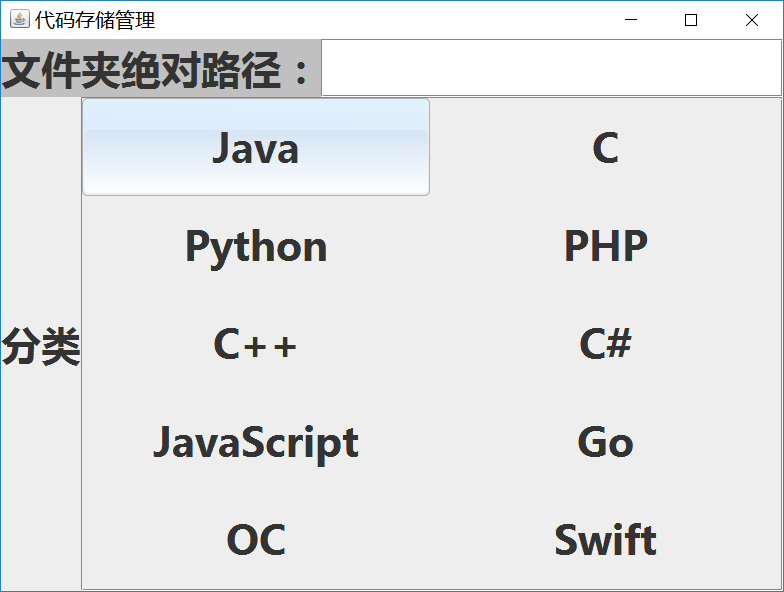 代码存储管理
文件夹绝对路径：
Java C
Python PHP
分类 C++ C#
JavaScript Go
OC Swift